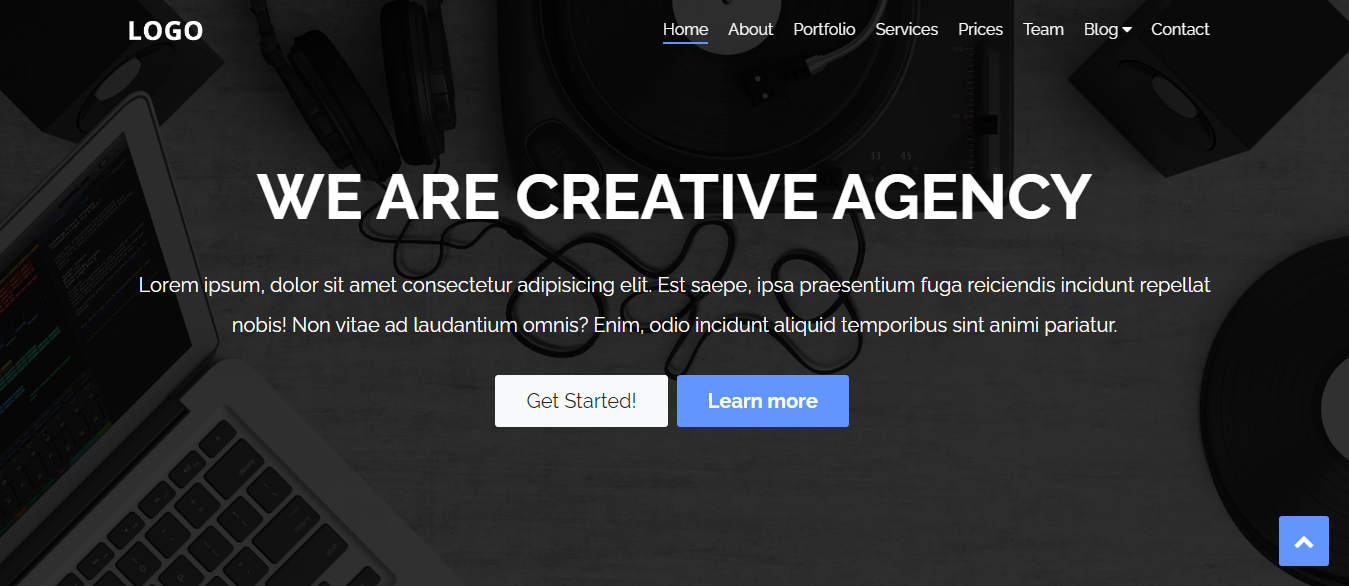 LOGO
Home About Portfolio Services Prices Team Blog Contact
33 45
WE ARE CREATIVE AGENCY
Lorem ipsum, dolor sit amet consectetur adipisicing elit. Est saepe, ipsa praesentium fuga reiciendis incidunt repellat
nobis! Non vitae ad laudantium omnis? Enim, odio incidunt aliquid temporibus sint animi pariatur.
Get Started! Learn more